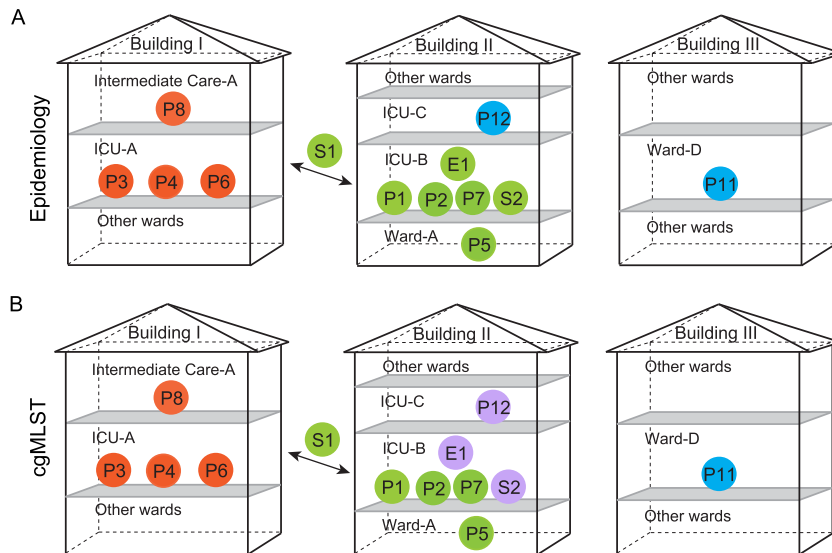 A
Epidemiology
Building I
Intermediate Care-A
P8
ICU-A
P3 P4 P6
Other wards
S1
Building II
Other wards
ICU-C
P12
ICU-B
E1
P1 P2 P7 S2
Ward-A
P5
Building III
Other wards
Ward-D
P11
Other wards
B
cgMLST
Building I
Intermediate Care-A
P8
ICU-A
P3 P4 P6
Other wards
S1
Building II
Other wards
ICU-C
P12
ICU-B
E1
P1 P2 P7 S2
Ward-A
P5
Building III
Other wards
Ward-D
P11
Other wards